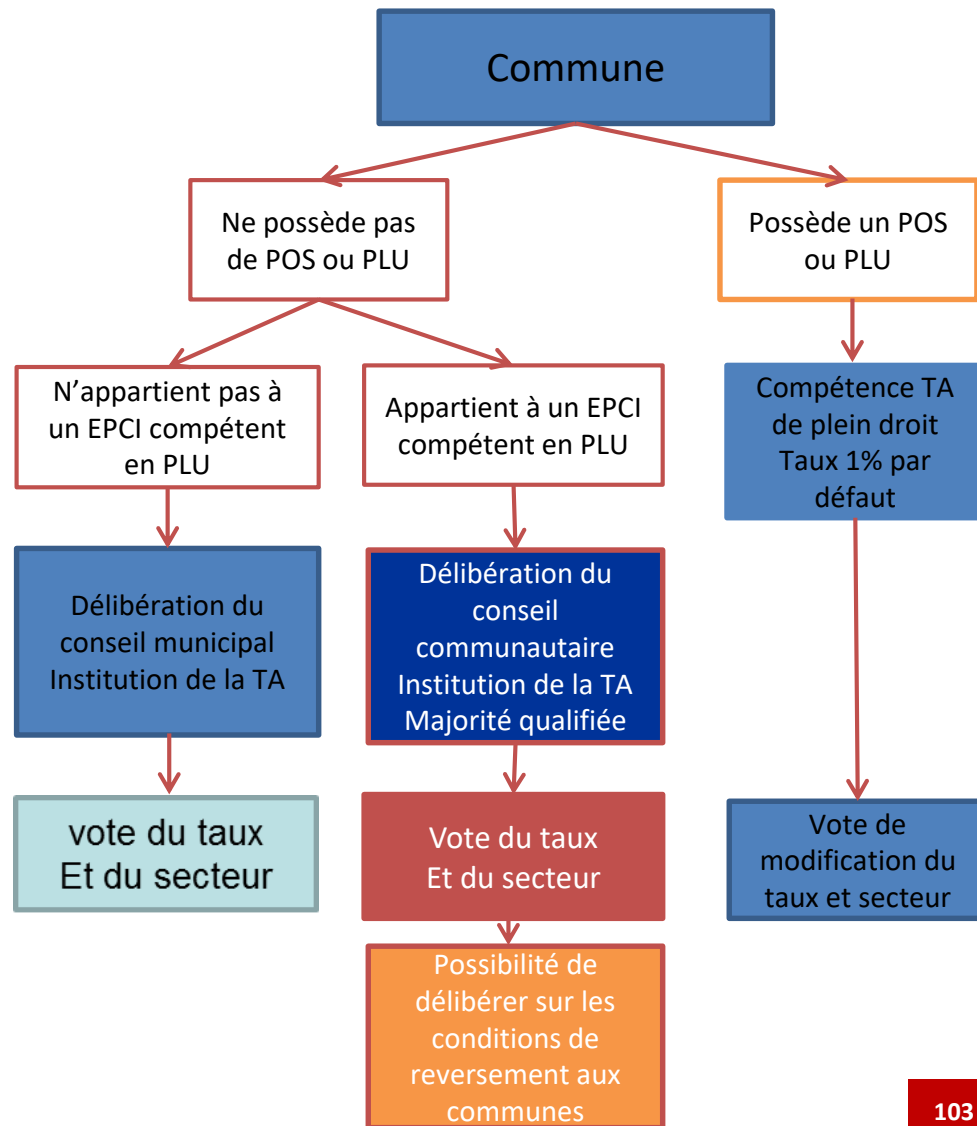 Commune
Ne possède pas
de POS ou PLU
Possède un POS
ou PLU
N'appartient pas à
un EPCI compétent
en PLU
Appartient à un EPCI
compétent en PLU
Compétence TA
de plein droit
Taux 1% par
défaut
Délibération du
conseil municipal
Institution de la TA
Délibération du
conseil
communautaire
Institution de la TA
Majorité qualifiée
vote du taux
Et du secteur
Vote du taux
Et du secteur
Vote de
modification du
taux et secteur
Possibilité de
délibérer sur les
conditions de
reversement aux
communes
103